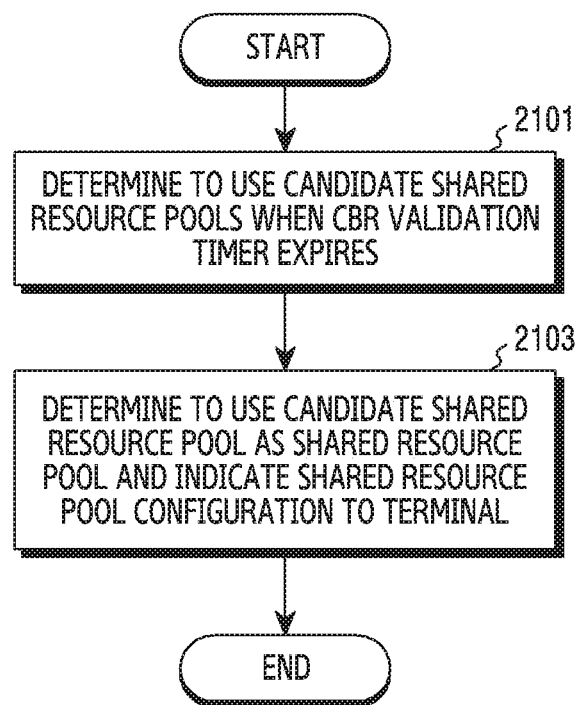 START
2101
DETERMINE TO USE CANDIDATE SHARED
RESOURCE POOLS WHEN CBR VALIDATION
TIMER EXPIRES
2103
DETERMINE TO USE CANDIDATE SHARED
RESOURCE POOL AS SHARED RESOURCE
POOL AND INDICATE SHARED RESOURCE
POOL CONFIGURATION TO TERMINAL
END